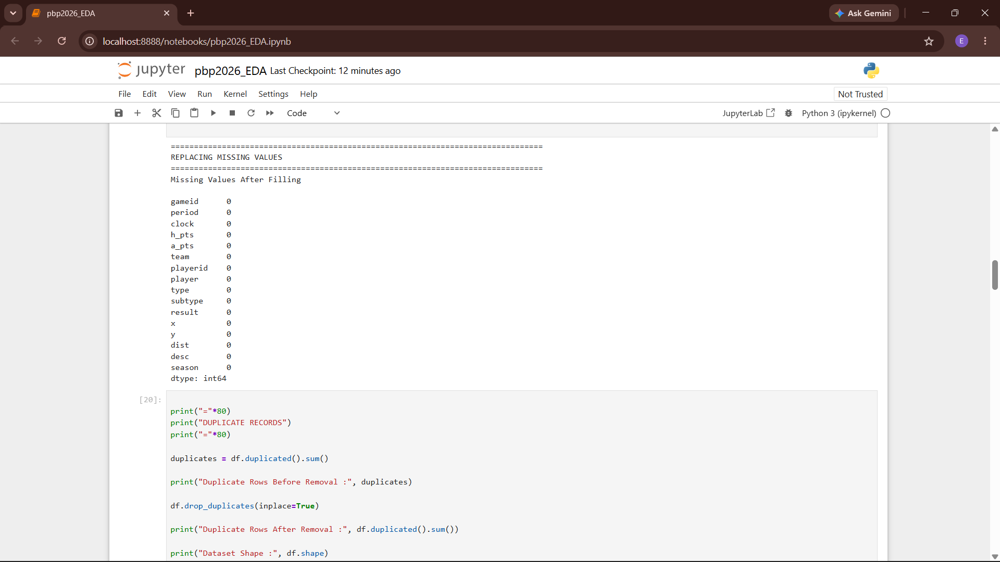 pbp2026_EDA
Ask Gemini
localhost:8888/notebooks/pbp2026_EDA.ipynb
E
jupyter pbp2026_EDA Last Checkpoint: 12 minutes ago
File Edit View Run Kernel Settings Help
Not Trusted
Code
JupyterLab
Python 3 (ipykernel)
================================================================================
REPLACING MISSING VALUES
================================================================================
Missing Values After Filling
gameid 0
period 0
clock 0
h_pts 0
a_pts 0
team 0
playerid 0
player 0
type 0
subtype 0
result 0
x 0
y 0
dist 0
desc 0
season 0
dtype: int64
[20]:
print("="*80)
print("DUPLICATE RECORDS")
print("="*80)
duplicates = df.duplicated().sum()
print("Duplicate Rows Before Removal :", duplicates)
df.drop_duplicates(inplace=True)
print("Duplicate Rows After Removal :", df.duplicated().sum())
print("Dataset Shape :", df.shape)